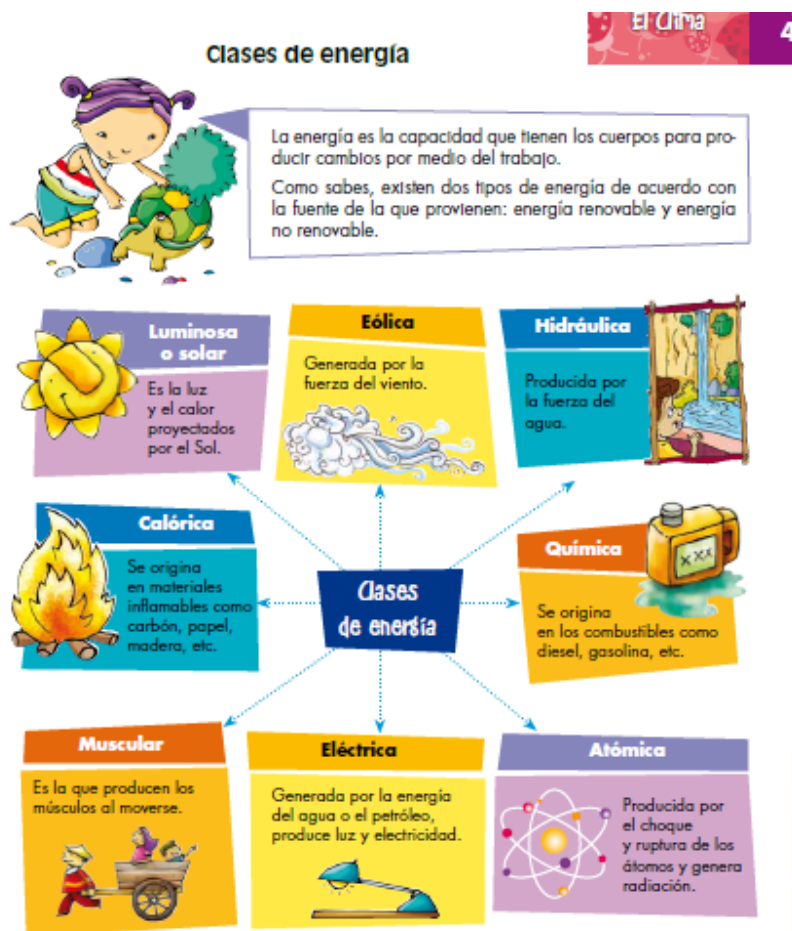 El Clima
4
Clases de energía
La energía es la capacidad que tienen los cuerpos para pro-
ducir cambios por medio del trabajo.
Como sabes, existen dos tipos de energía de acuerdo con
la fuente de la que provienen: energía renovable y energía
no renovable.
Luminosa
o solar
Es la luz
y el calor
proyectados
por el Sol.
Eólica
Generada por la
fuerza del viento.
Hidráulica
Producida por
la fuerza del
agua.
Calórica
Se origina
en materiales
inflamables como
carbón, papel,
madera, etc.
Clases
de energía
Química
XXX
Se origina
en los combustibles como
diesel, gasolina, etc.
Muscular
Es la que producen los
músculos al moverse.
Eléctrica
Generada por la energía
del agua o el petróleo,
produce luz y electricidad.
Atómica
Producida por
el choque
y ruptura de los
átomos y genera
radiación.